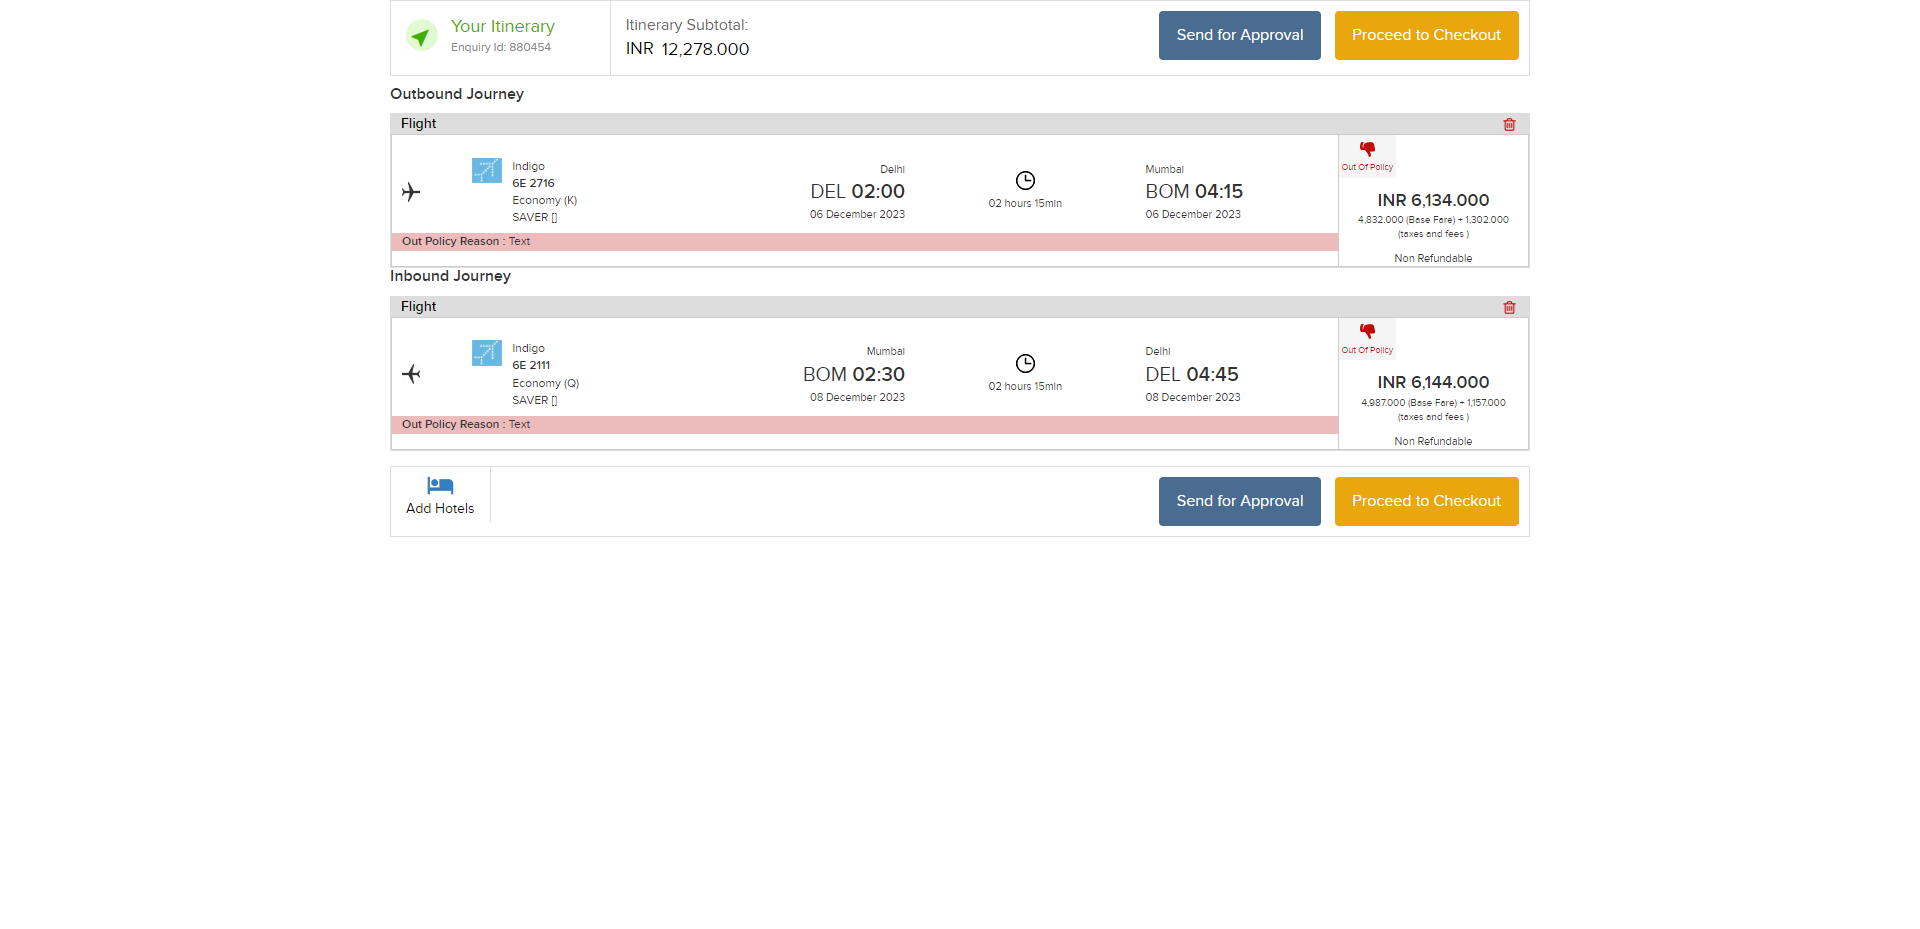 Your Itinerary
Enquiry Id: 880454
Itinerary Subtotal:
INR 12,278.000
Send for Approval
Proceed to Checkout
Outbound Journey
Flight
Indigo
6E 2716
Economy (K)
SAVER []
Delhi
DEL 02:00
06 December 2023
02 hours 15min
Mumbai
BOM 04:15
06 December 2023
Out Of Policy
INR 6,134.000
4,832.000 (Base Fare) + 1,302.000
(taxes and fees )
Non Refundable
Out Policy Reason : Text
Inbound Journey
Flight
Indigo
6E 2111
Economy (Q)
SAVER []
Mumbai
BOM 02:30
08 December 2023
02 hours 15min
Delhi
DEL 04:45
08 December 2023
Out Of Policy
INR 6,144.000
4,987.000 (Base Fare) + 1,157.000
(taxes and fees )
Non Refundable
Out Policy Reason : Text
Add Hotels
Send for Approval
Proceed to Checkout